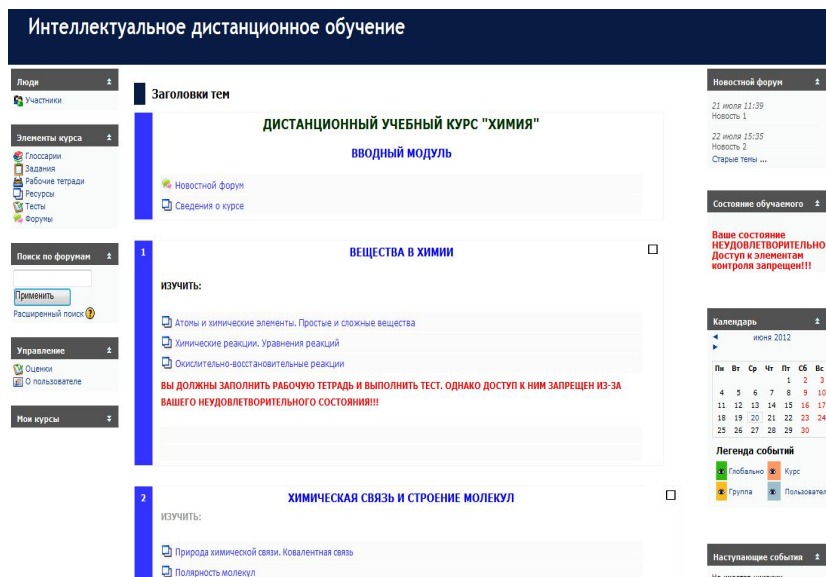 Интеллектуальное дистанционное обучение
Люди
Участники
Элементы курса
Глоссарии
Задания
Рабочие тетради
Ресурсы
Тесты
Форумы
Поиск по форумам
Применить
Расширенный поиск
Управление
Оценки
О пользователе
Мои курсы
Заголовки тем
ДИСТАНЦИОННЫЙ УЧЕБНЫЙ КУРС "ХИМИЯ"
ВВОДНЫЙ МОДУЛЬ
Новостной форум
Сведения о курсе
1
ВЕЩЕСТВА В ХИМИИ
ИЗУЧИТЬ:
Атомы и химические элементы. Простые и сложные вещества
Химические реакции. Уравнения реакций
Окислительно-восстановительные реакции
ВЫ ДОЛЖНЫ ЗАПОЛНИТЬ РАБОЧУЮ ТЕТРАДЬ И ВЫПОЛНИТЬ ТЕСТ. ОДНАКО ДОСТУП К НИМ ЗАПРЕЩЕН ИЗ-ЗА
ВАШЕГО НЕУДОВЛЕТВОРИТЕЛЬНОГО СОСТОЯНИЯ!!!
2
ХИМИЧЕСКАЯ СВЯЗЬ И СТРОЕНИЕ МОЛЕКУЛ
ИЗУЧИТЬ:
Природа химической связи. Ковалентная связь
Полярность молекул
Новостной форум
21 июля 11:39
Новость 1
22 июля 15:35
Новость 2
Старые темы ...
Состояние обучаемого
Ваше состояние
НЕУДОВЛЕТВОРИТЕЛЬНО
Доступ к элементам
контроля запрещен!!!
Календарь
июня 2012
Пн Вт Ср Чт Пт Сб Вс
1 2 3
4 5 6 7 8 9 10
11 12 13 14 15 16 17
18 19 20 21 22 23 24
25 26 27 28 29 30
Легенда событий
Глобально Курс
Группа Пользовател
Наступающие события